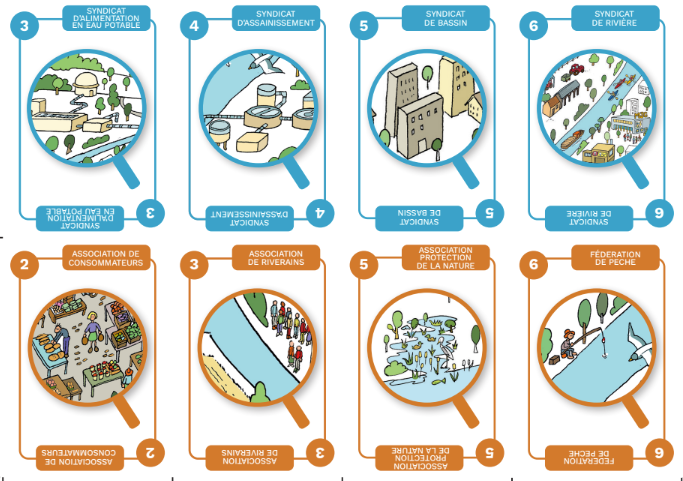 3
SYNDICAT
D'ALIMENTATION
EN EAU POTABLE
SYNDICAT
D'ALIMENTATION
EN EAU POTABLE
3
4
SYNDICAT
D'ASSAINISSEMENT
SYNDICAT
D'ASSAINISSEMENT
4
5
SYNDICAT
DE BASSIN
SYNDICAT
DE BASSIN
5
6
SYNDICAT
DE RIVIÈRE
SYNDICAT
DE RIVIÈRE
6
2
ASSOCIATION DE
CONSOMMATEURS
ASSOCIATION DE
CONSOMMATEURS
2
3
ASSOCIATION
DE RIVERAINS
ASSOCIATION
DE RIVERAINS
3
5
ASSOCIATION
PROTECTION
DE LA NATURE
ASSOCIATION
PROTECTION
DE LA NATURE
5
6
FÉDERATION
DE PECHE
FÉDERATION
DE PECHE
6